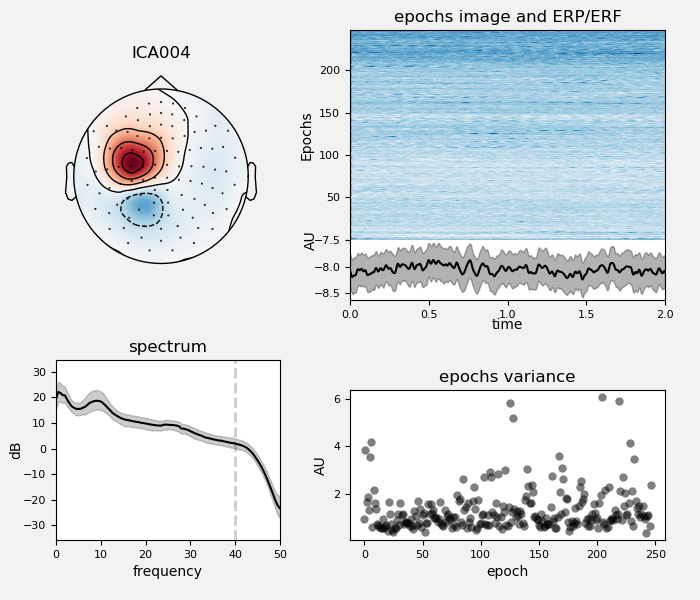 ICA004
epochs image and ERP/ERF
Epochs
200
150
100
50
AU
−7.5
−8.0
−8.5
0.0 0.5 1.0 1.5 2.0
time
spectrum
dB
30
20
10
0
−10
−20
−30
0 10 20 30 40 50
frequency
epochs variance
AU
6
4
2
0 50 100 150 200 250
epoch